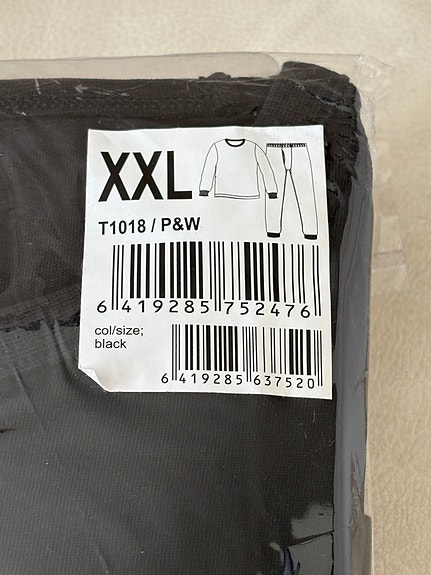 XXL
T1018 / P&W
6 419285 752476
col/size;
black
6 419285 637520